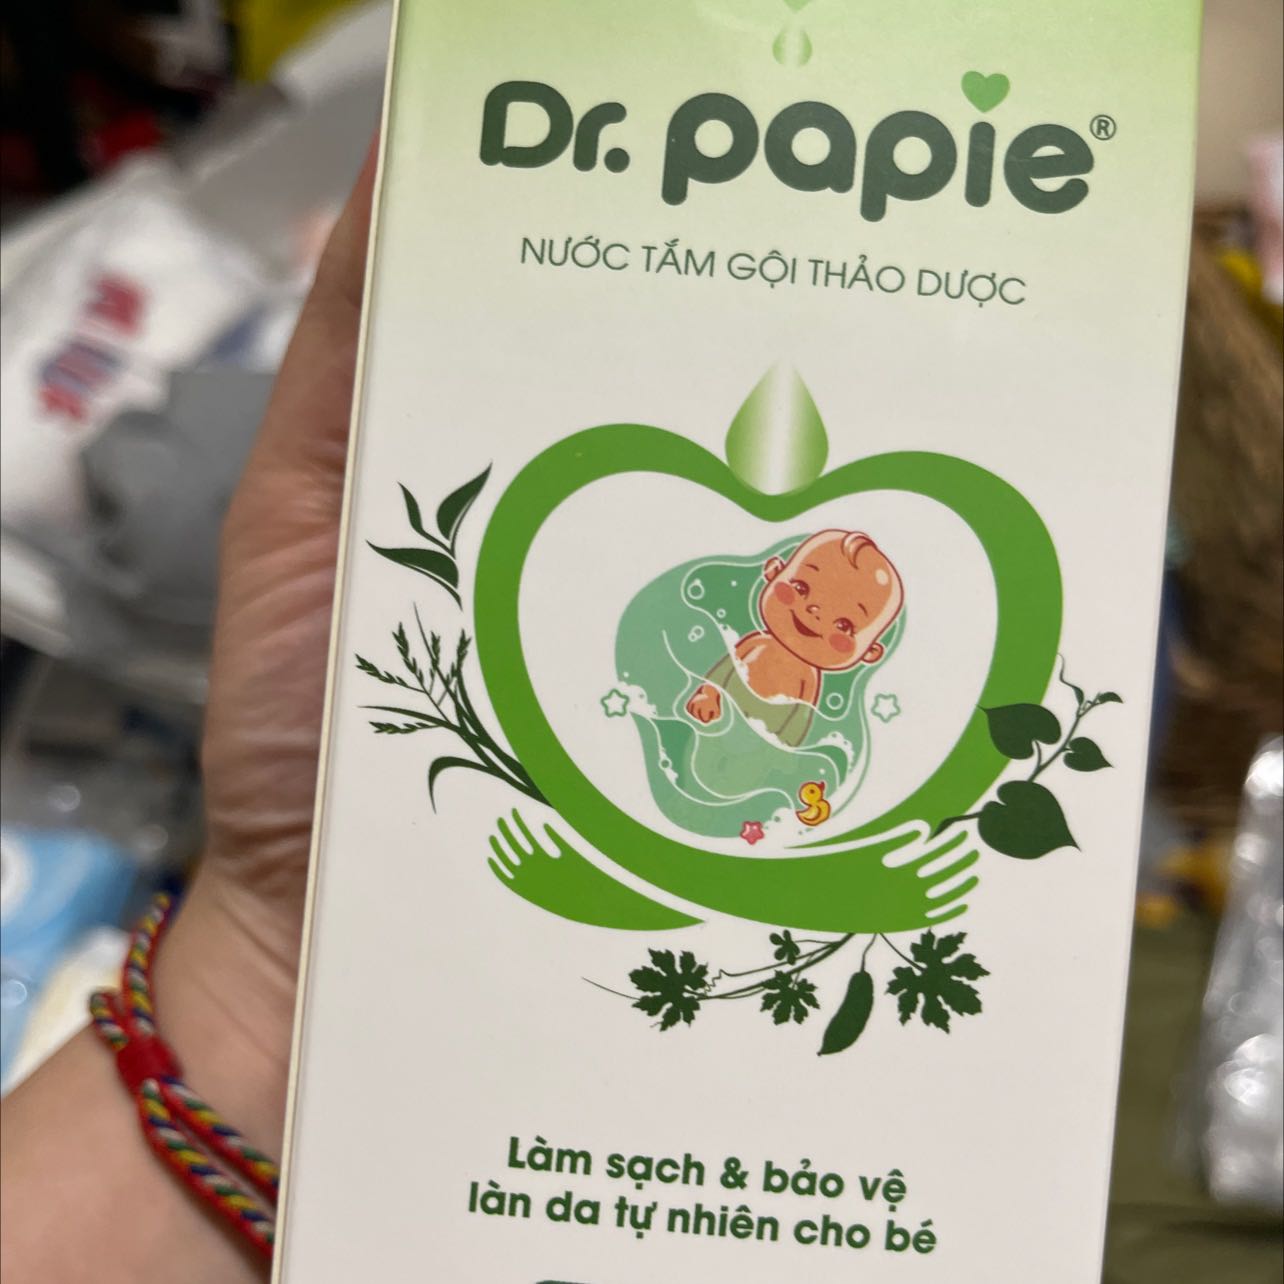 Dr. papie®
NƯỚC TẮM GỘI THẢO DƯỢC
Làm sạch & bảo vệ
làn da tự nhiên cho bé